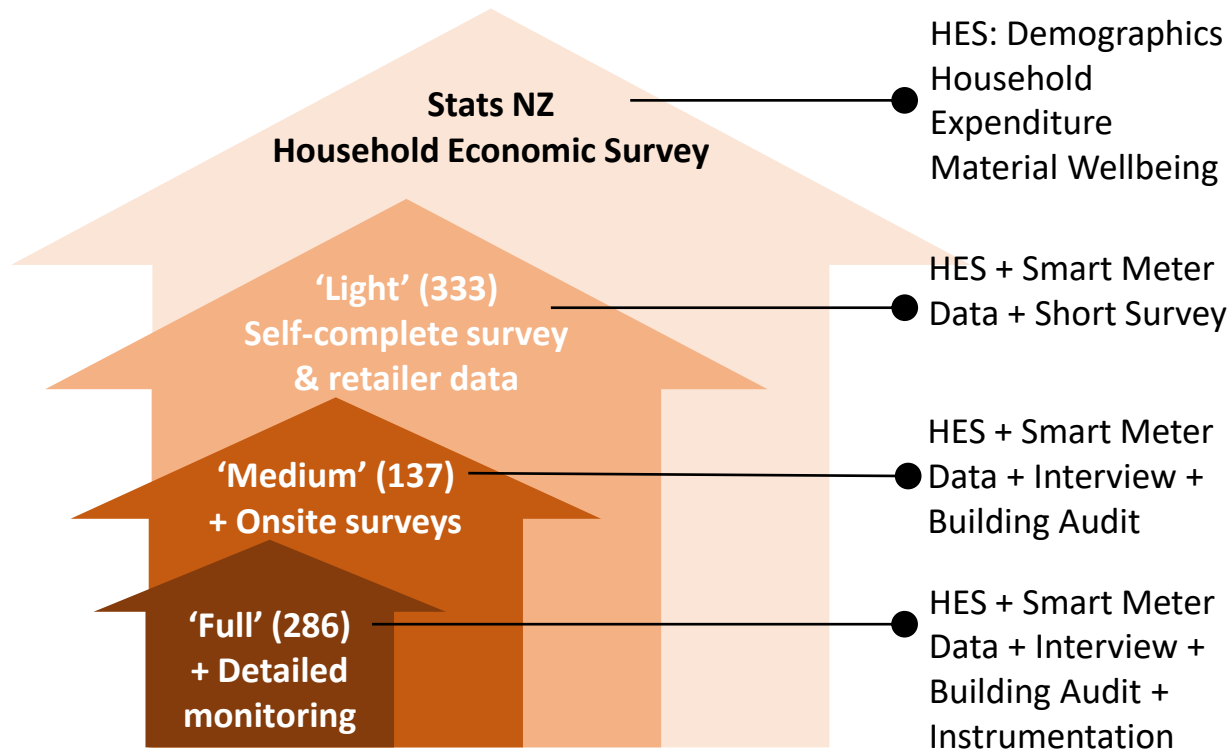 Stats NZ
Household Economic Survey
HES: Demographics
Household
Expenditure
Material Wellbeing
‘Light’ (333)
Self-complete survey
& retailer data
HES + Smart Meter
Data + Short Survey
‘Medium’ (137)
+ Onsite surveys
HES + Smart Meter
Data + Interview +
Building Audit
‘Full’ (286)
+ Detailed
monitoring
HES + Smart Meter
Data + Interview +
Building Audit +
Instrumentation